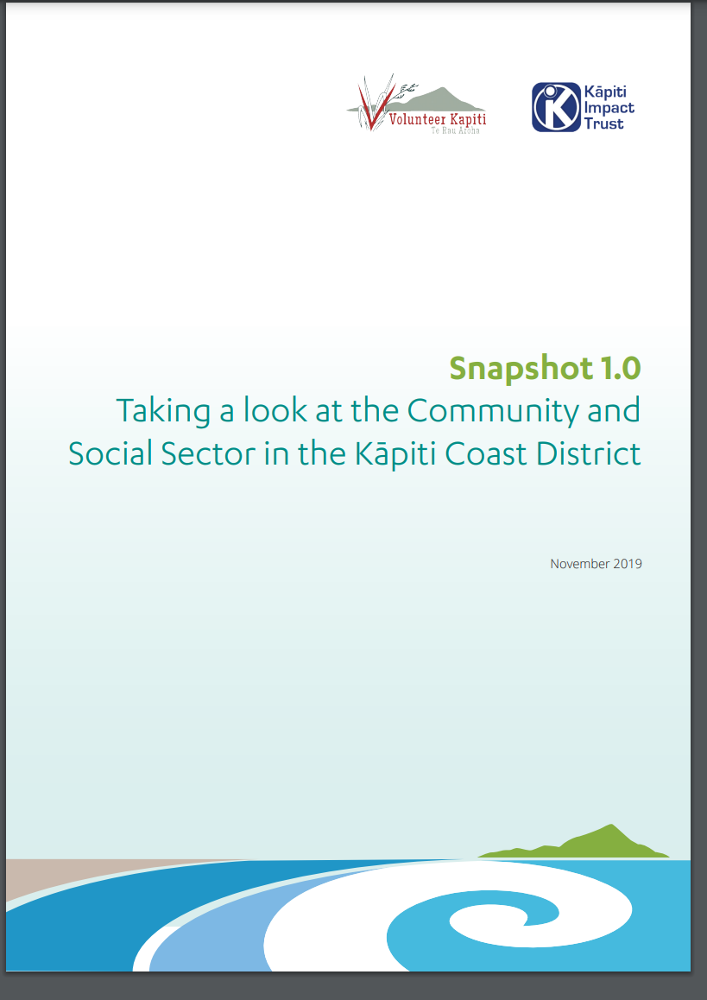 Volunteer Kapiti
Te Rau Aroha
Kāpiti
Impact
Trust
Snapshot 1.0
Taking a look at the Community and
Social Sector in the Kāpiti Coast District
November 2019